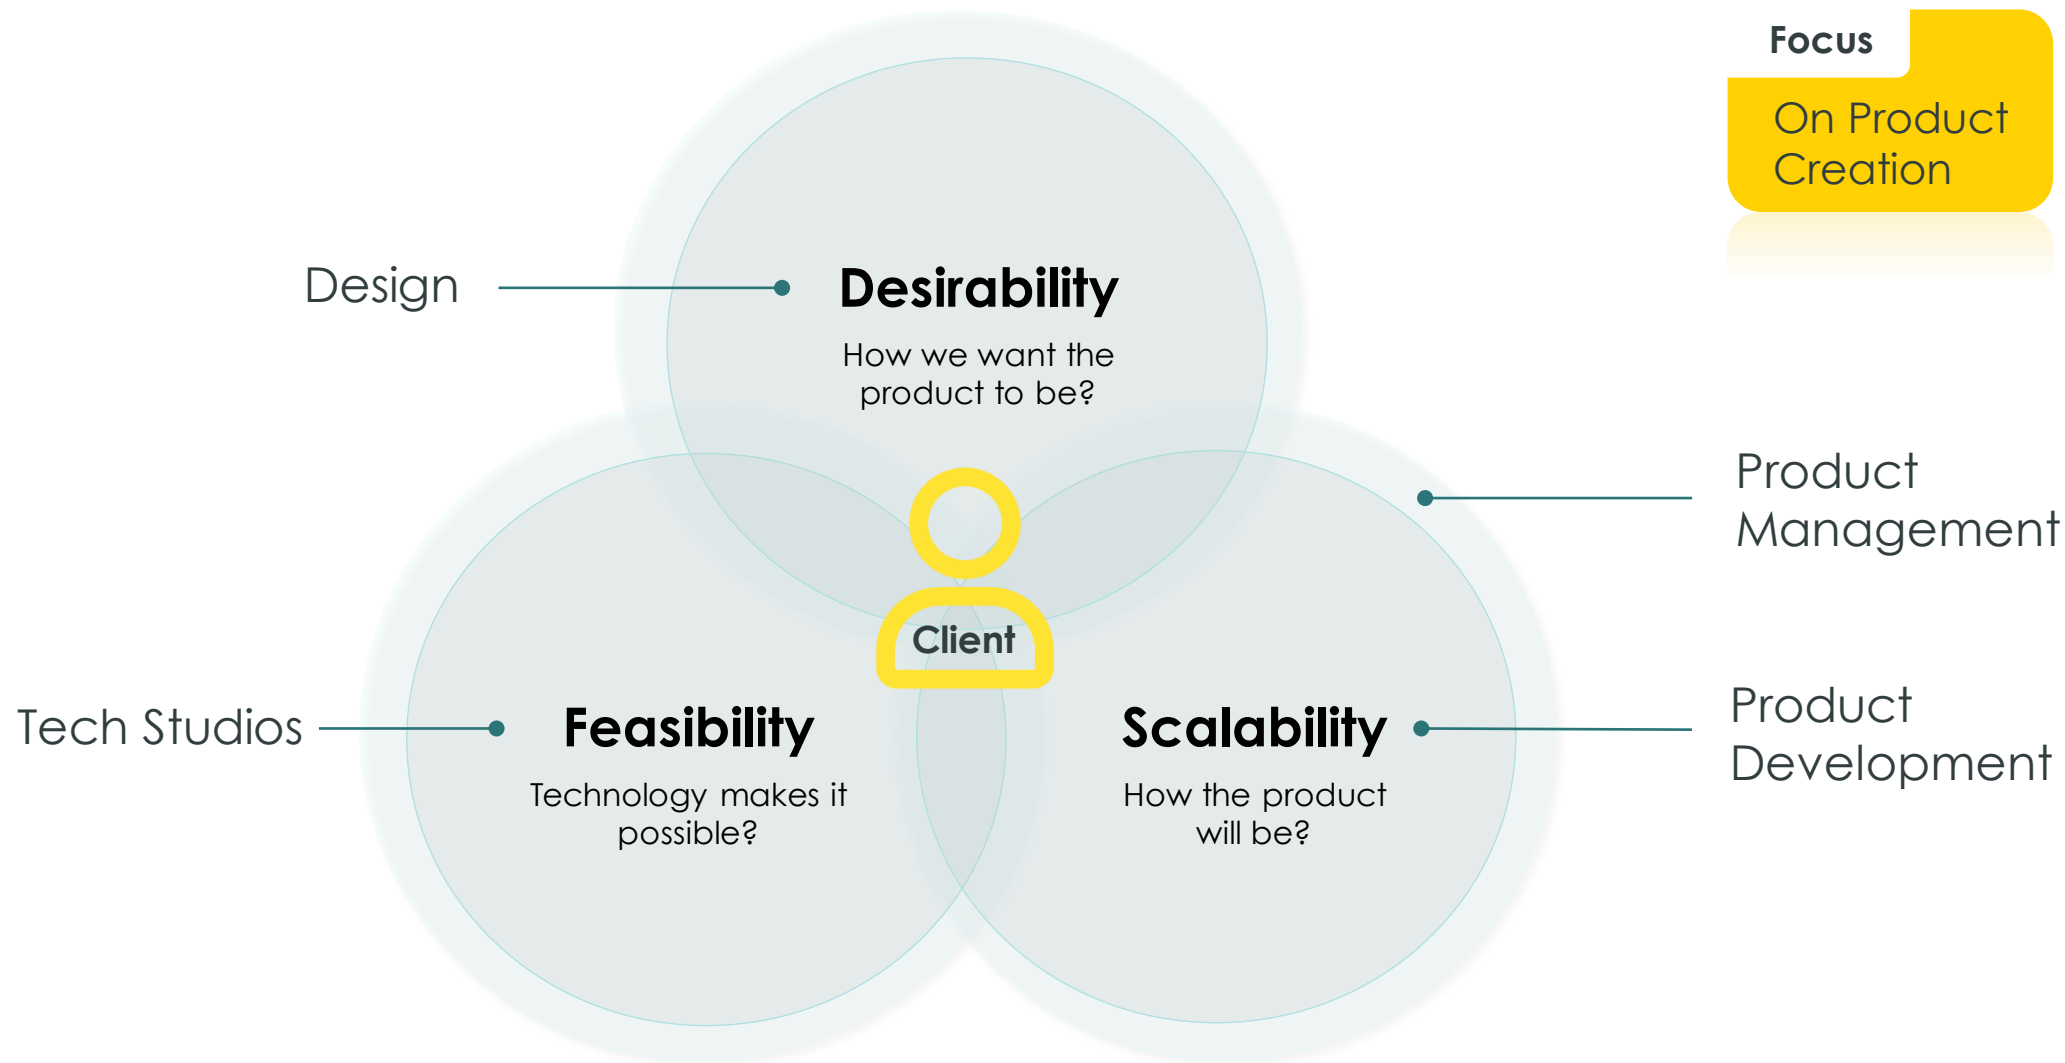 Focus
On Product
Creation
Design
Desirability
How we want the
product to be?
Product
Management
Client
Tech Studios
Feasibility
Technology makes it
possible?
Scalability
How the product
will be?
Product
Development